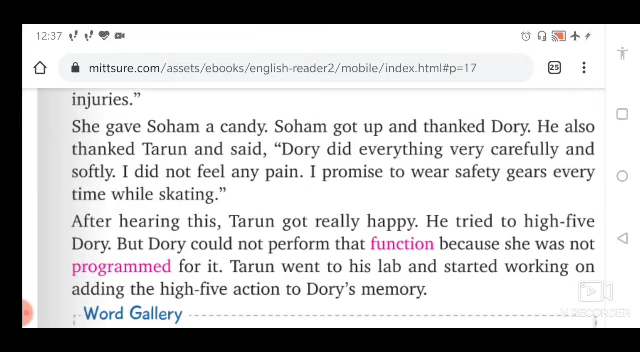 12:37
mittsure.com/assets/ebooks/english-reader2/mobile/index.html#p=17
25
injuries.”
She gave Soham a candy. Soham got up and thanked Dory. He also
thanked Tarun and said, “Dory did everything very carefully and
softly. I did not feel any pain. I promise to wear safety gears every
time while skating.”
After hearing this, Tarun got really happy. He tried to high-five
Dory. But Dory could not perform that function because she was not
programmed for it. Tarun went to his lab and started working on
adding the high-five action to Dory’s memory.
Word Gallery
V RECORDER